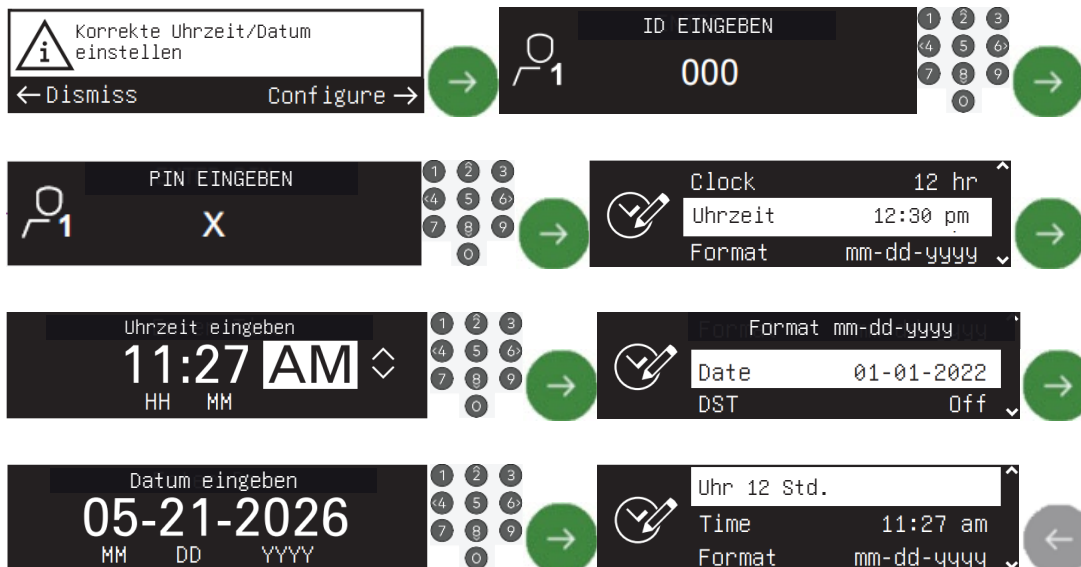 Korrekte Uhrzeit/Datum
einstellen
←Dismiss Configure→
ID EINGEBEN
1
000
1 2 3
<4 5 6>
7 8 9
0
PIN EINGEBEN
1
X
1 2 3
<4 5 6>
7 8 9
0
Clock 12 hr
Uhrzeit 12:30 pm
Format mm-dd-yyyy
Uhrzeit eingeben
11:27 AM
HH MM
1 2 3
<4 5 6>
7 8 9
0
Format mm-dd-yyyy
Date 01-01-2022
DST Off
Datum eingeben
05-21-2026
MM DD YYYY
1 2 3
<4 5 6>
7 8 9
0
Uhr 12 Std.
Time 11:27 am
Format mm-dd-yyyy